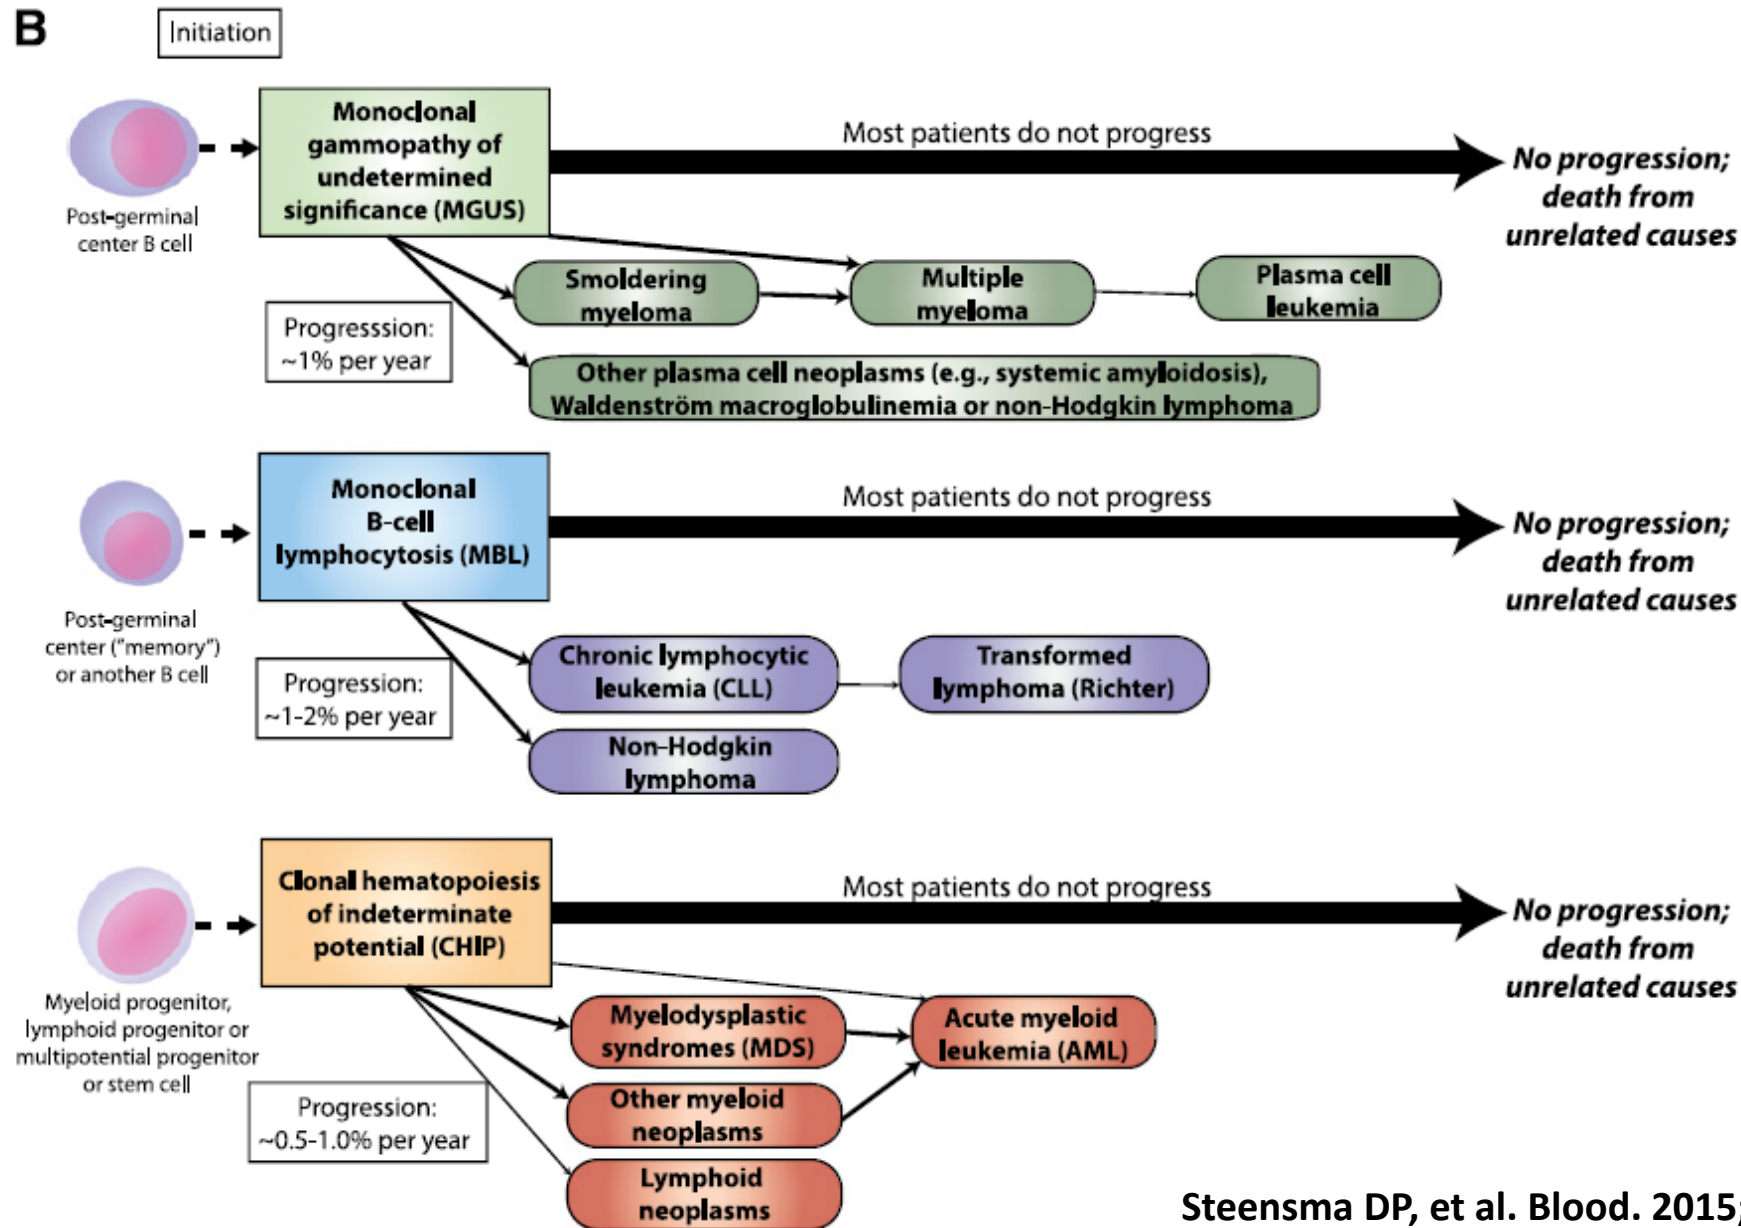 B
Initiation
Post-germinal
center B cell
Monoclonal
gammopathy of
undetermined
significance (MGUS)
Most patients do not progress
No progression;
death from
unrelated causes
Progresssion:
~1% per year
Smoldering
myeloma
Multiple
myeloma
Plasma cell
leukemia
Other plasma cell neoplasms (e.g., systemic amyloidosis),
Waldenström macroglobulinemia or non-Hodgkin lymphoma
Post-germinal
center ("memory")
or another B cell
Monoclonal
B-cell
lymphocytosis (MBL)
Most patients do not progress
No progression;
death from
unrelated causes
Progression:
~1-2% per year
Chronic lymphocytic
leukemia (CLL)
Transformed
lymphoma (Richter)
Non-Hodgkin
lymphoma
Myeloid progenitor,
lymphoid progenitor or
multipotential progenitor
or stem cell
Clonal hematopoiesis
of indeterminate
potential (CHIP)
Most patients do not progress
No progression;
death from
unrelated causes
Progression:
~0.5-1.0% per year
Myelodysplastic
syndromes (MDS)
Acute myeloid
leukemia (AML)
Other myeloid
neoplasms
Lymphoid
neoplasms
Steensma DP, et al. Blood. 2015;